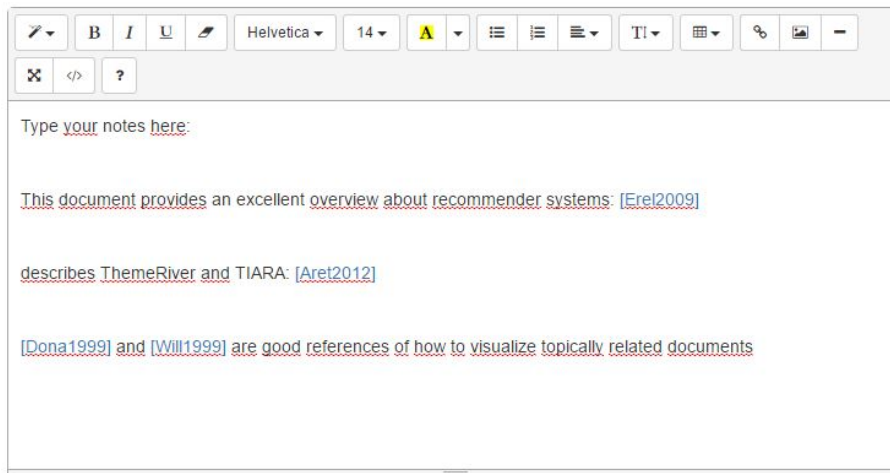 B I U Helvetica 14 A TI
</> ?
Type your notes here:
This document provides an excellent overview about recommender systems: [Erel2009]
describes ThemeRiver and TIARA: [Aret2012]
[Dona1999] and [Will1999] are good references of how to visualize topically related documents